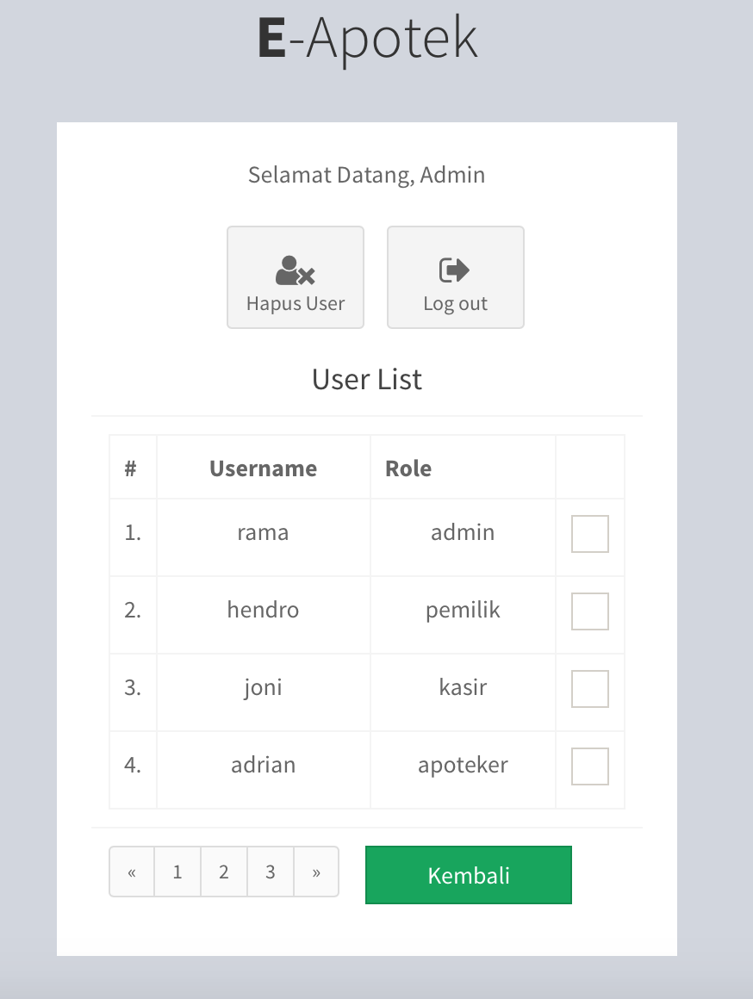 E-Apotek
Selamat Datang, Admin
Hapus User
Log out
User List
# Username Role
1. rama admin
2. hendro pemilik
3. joni kasir
4. adrian apoteker
« 1 2 3 » Kembali